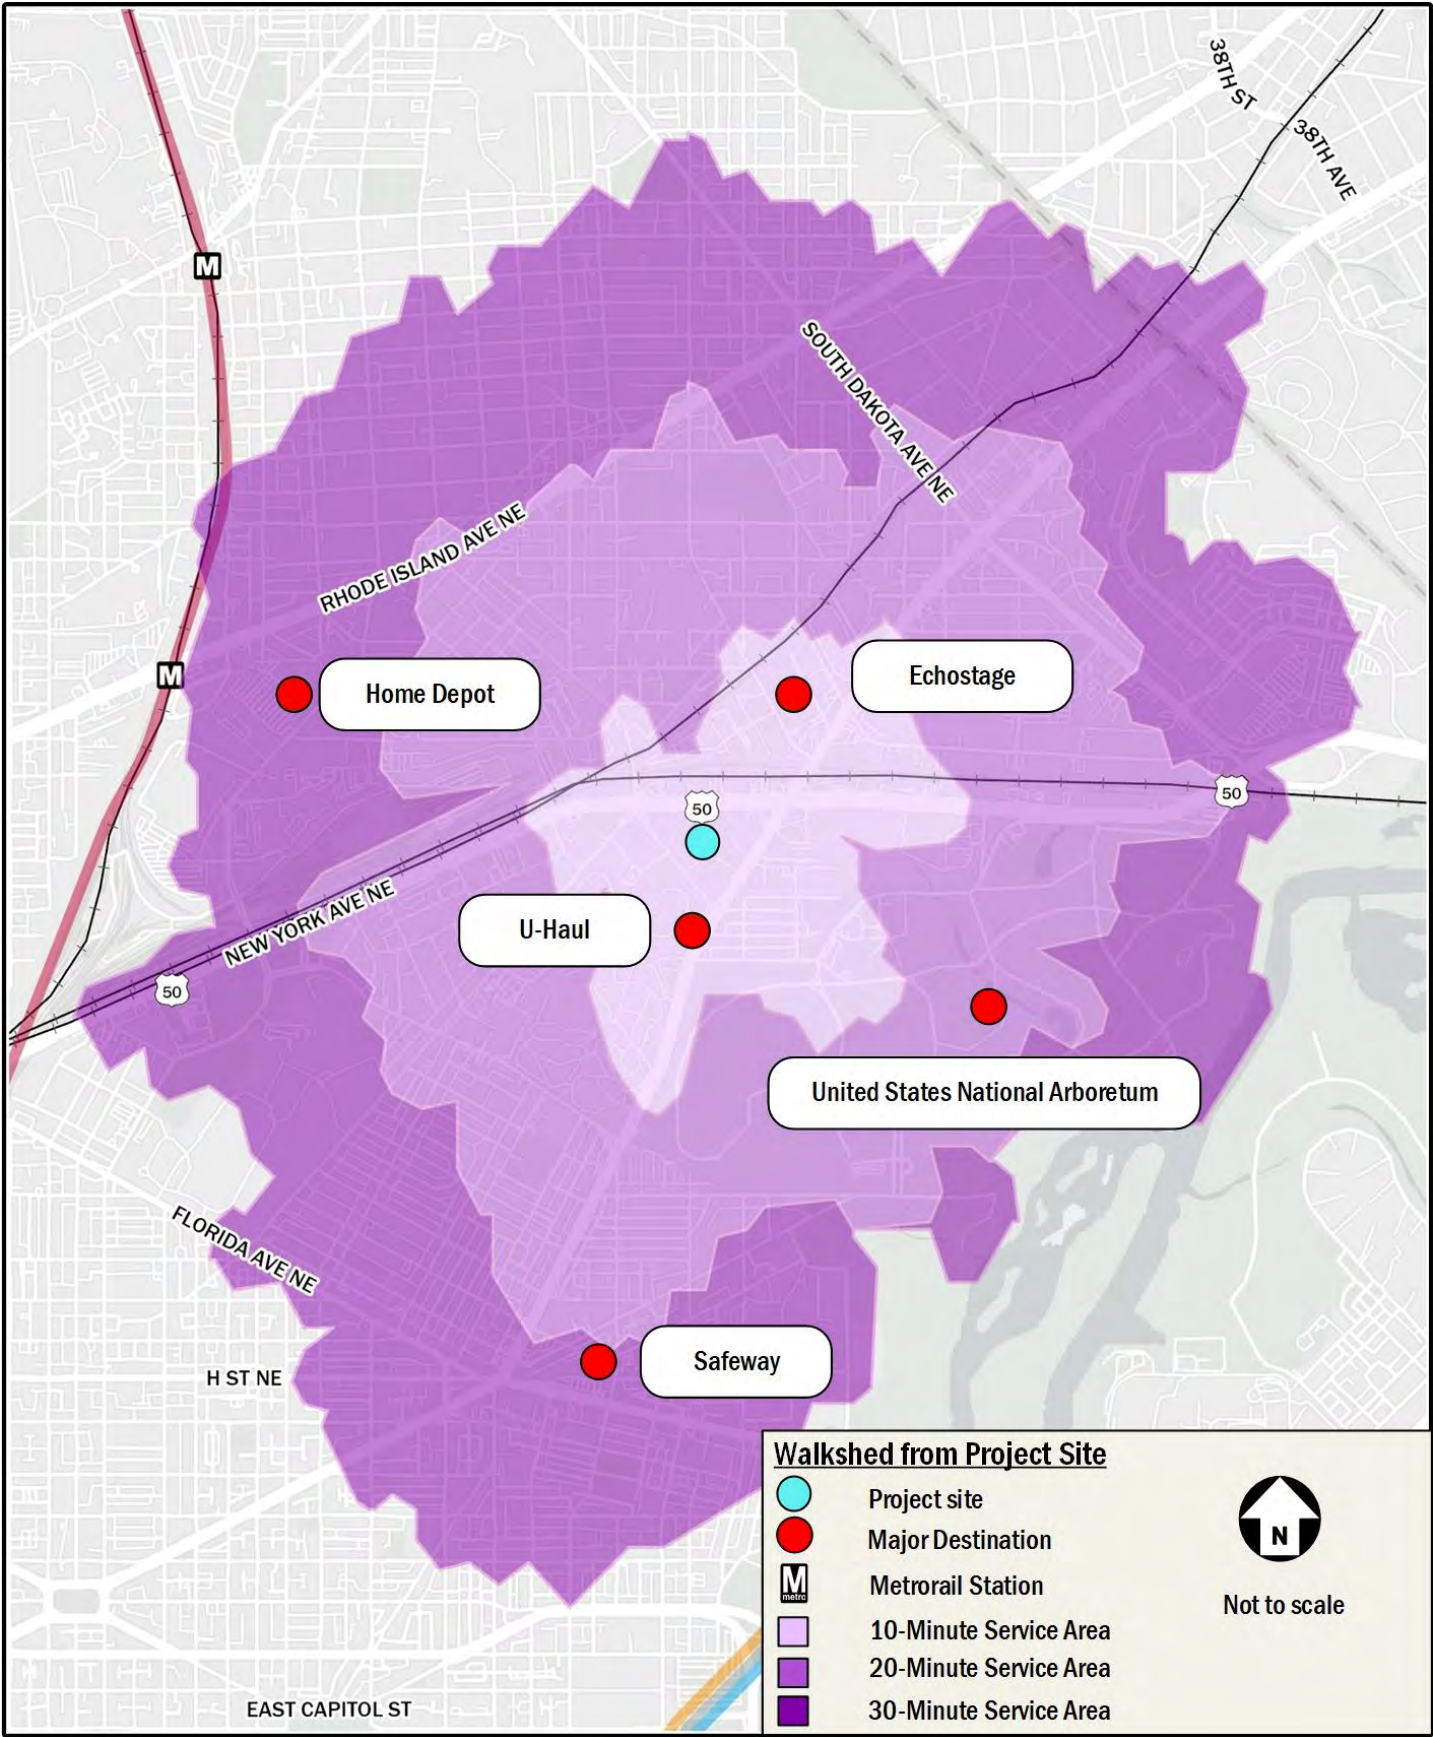 38TH ST
38TH AVE
M
SOUTH DAKOTA AVE NE
RHODE ISLAND AVE NE
M
Home Depot
Echostage
50
50
U-Haul
NEW YORK AVE NE
50
United States National Arboretum
FLORIDA AVE NE
H ST NE
Safeway
Walkshed from Project Site
Project site
Major Destination
M
metro
Metrorail Station
10-Minute Service Area
20-Minute Service Area
30-Minute Service Area
N
Not to scale
EAST CAPITOL ST